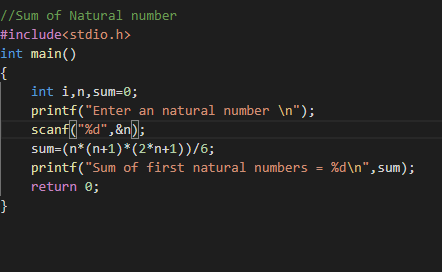 //Sum of Natural number
#include<stdio.h>
int main()
{
    int i,n,sum=0;
    printf("Enter an natural number \n");
    scanf("%d",&n);
    sum=(n*(n+1)*(2*n+1))/6;
    printf("Sum of first natural numbers = %d\n",sum);
    return 0;
}